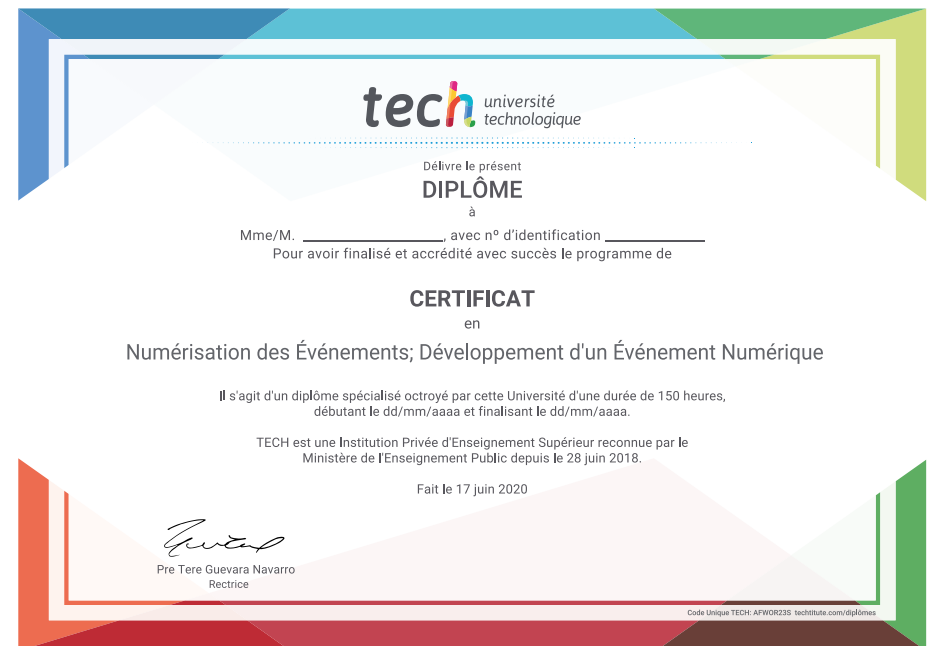 tech université
technologique
Délivre le présent
DIPLÔME
à
Mme/M. ____________, avec nº d'identification ____________
Pour avoir finalisé et accrédité avec succès le programme de
CERTIFICAT
en
Numérisation des Événements; Développement d'un Événement Numérique
Il s'agit d'un diplôme spécialisé octroyé par cette Université d'une durée de 150 heures,
débutant le dd/mm/aaaa et finalisant le dd/mm/aaaa.
TECH est une Institution Privée d'Enseignement Supérieur reconnue par le
Ministère de l'Enseignement Public depuis le 28 juin 2018.
Fait le 17 juin 2020
Pre Tere Guevara Navarro
Rectrice
Code Unique TECH: AFWOR23S techtitute.com/diplômes